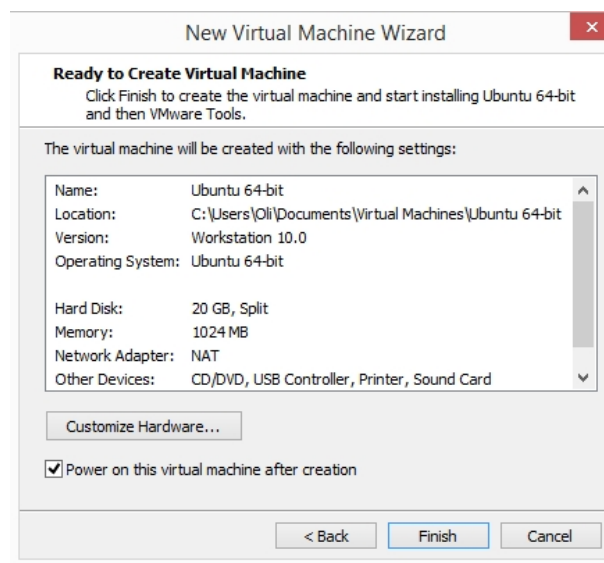 New Virtual Machine Wizard
Ready to Create Virtual Machine
Click Finish to create the virtual machine and start installing Ubuntu 64-bit
and then VMware Tools.
The virtual machine will be created with the following settings:
Name: Ubuntu 64-bit
Location: C:\Users\Oli\Documents\Virtual Machines\Ubuntu 64-bit
Version: Workstation 10.0
Operating System: Ubuntu 64-bit
Hard Disk: 20 GB, Split
Memory: 1024 MB
Network Adapter: NAT
Other Devices: CD/DVD, USB Controller, Printer, Sound Card
Customize Hardware...
Power on this virtual machine after creation
< Back Finish Cancel